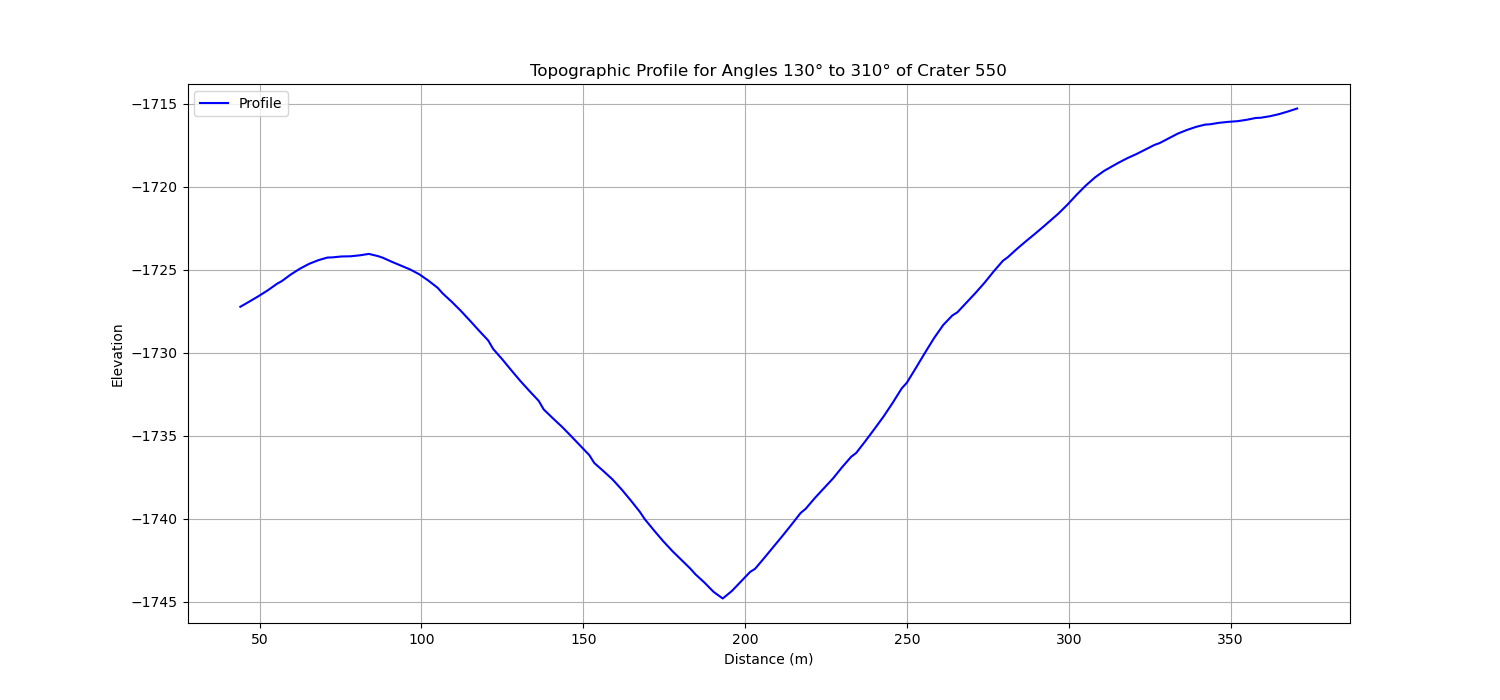 Topographic Profile for Angles 130° to 310° of Crater 550
Profile
−1715
−1720
−1725
−1730
−1735
−1740
−1745
Elevation
50 100 150 200 250 300 350
Distance (m)